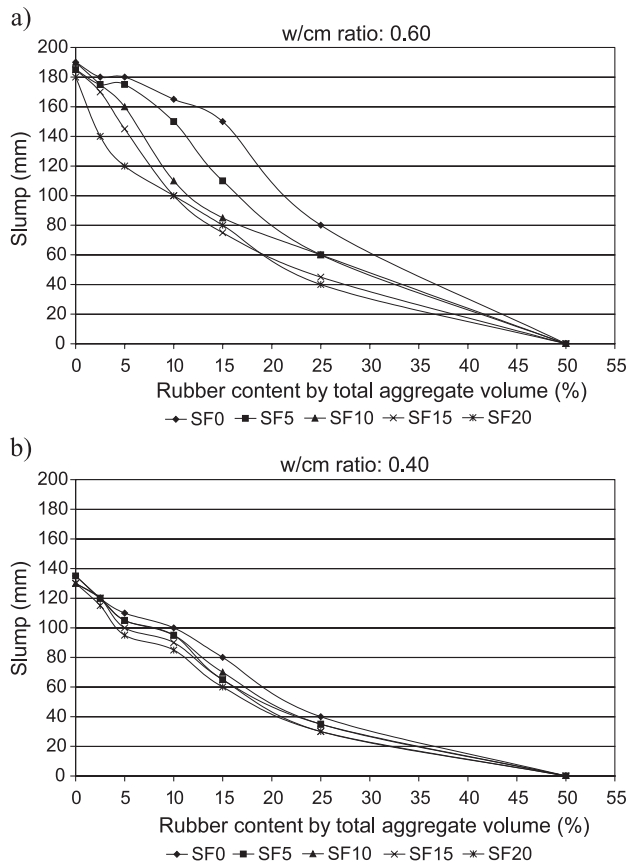 a)
w/cm ratio: 0.60
200
180
160
140
120
100
80
60
40
20
0
Slump (mm)
0 5 10 15 20 25 30 35 40 45 50 55
Rubber content by total aggregate volume (%)
SF0 SF5 SF10 SF15 SF20
b)
w/cm ratio: 0.40
200
180
160
140
120
100
80
60
40
20
0
Slump (mm)
0 5 10 15 20 25 30 35 40 45 50 55
Rubber content by total aggregate volume (%)
SF0 SF5 SF10 SF15 SF20